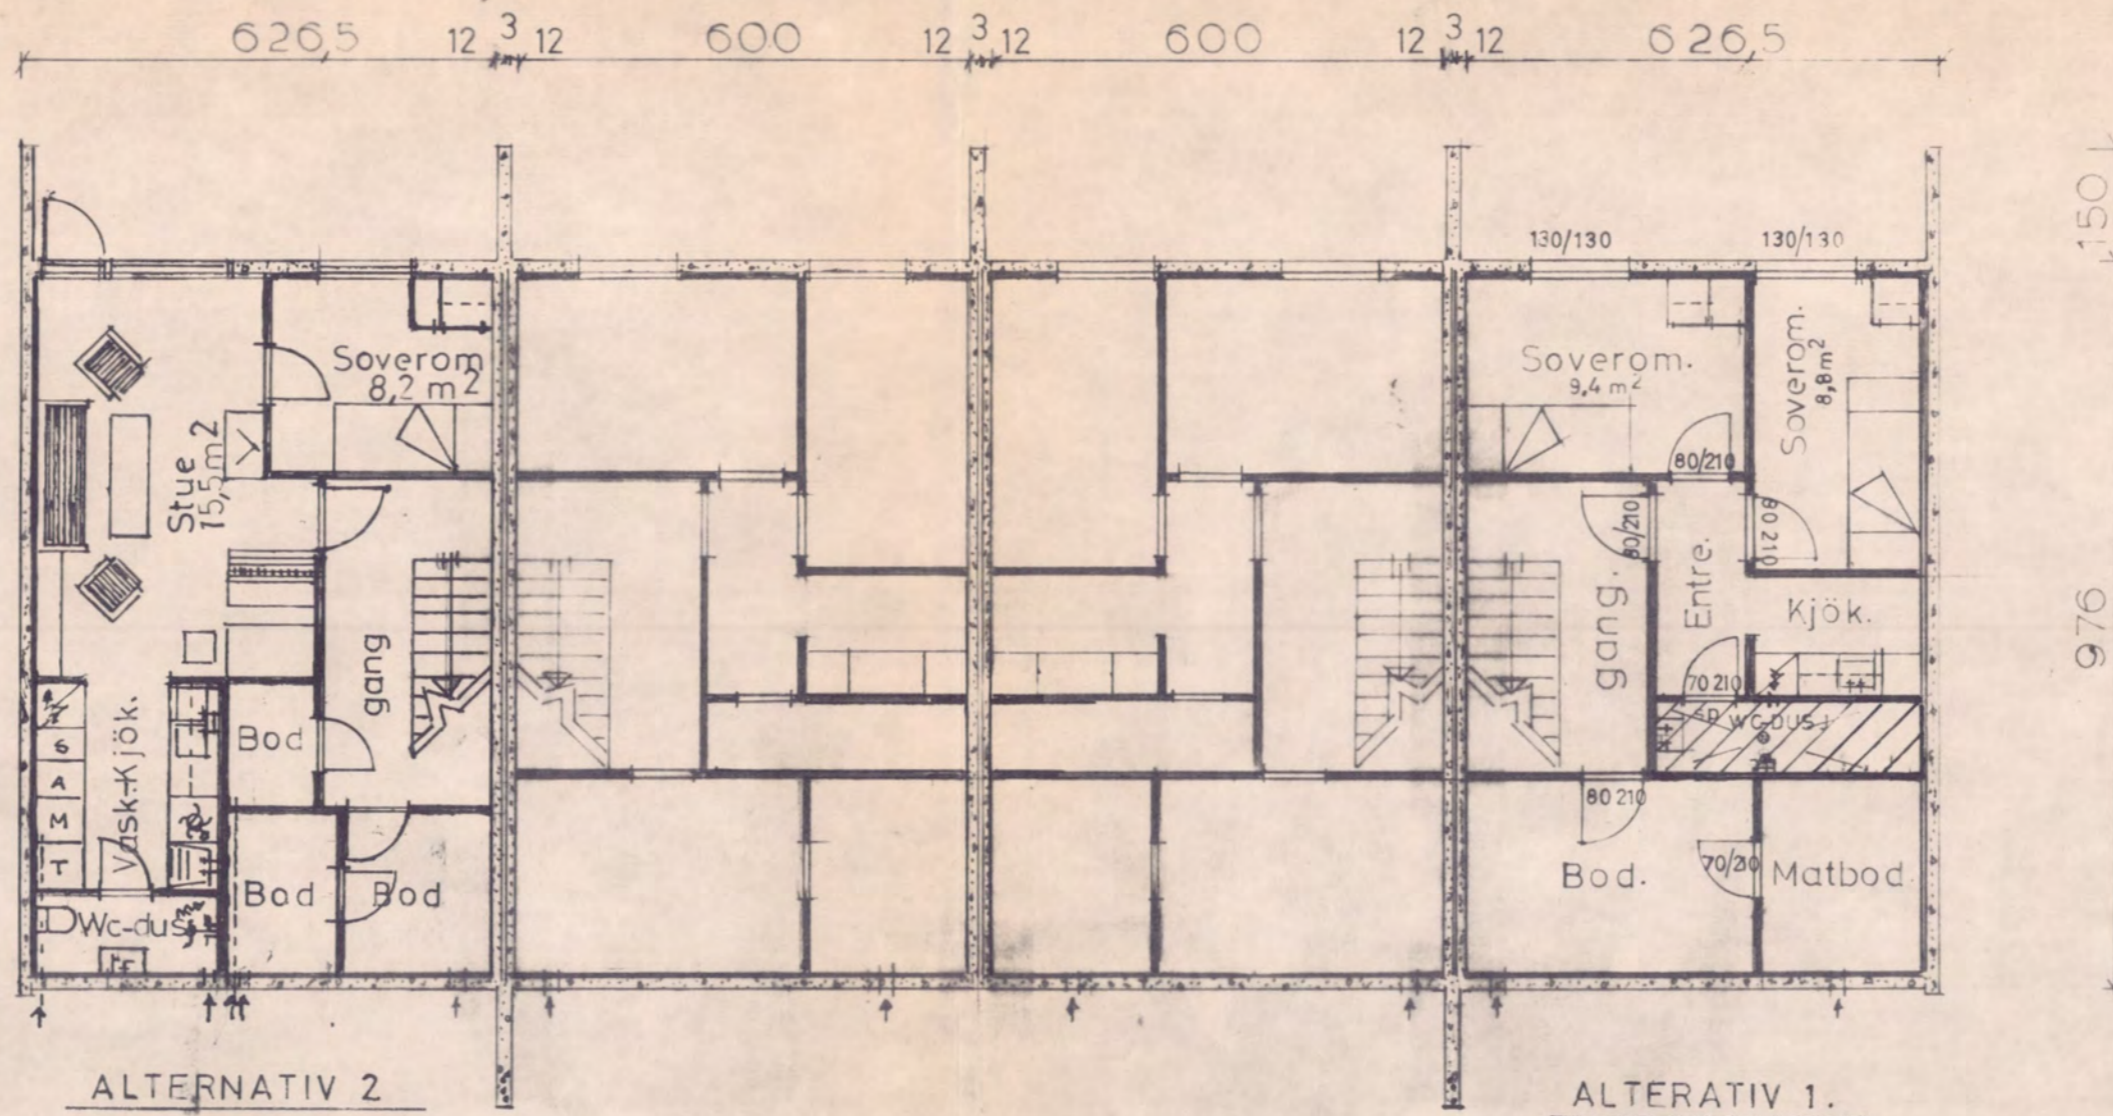 626,5 12 3 12 600 12 3 12 600 12 3 12 626,5
150
976
130/130 130/130
Soverom
8,2 m2
Stue
15,5m2
gang
Bod
Vask-Kjök.
S
A
M
T
Bod
Bod
Wc-dus
Soverom.
9,4 m2
Soverom.
8,8m2
80/210
80/210
80 210
gang.
Entre.
Kjök.
70 210
WC-DUSJ
80 210
70/210
Bod.
Matbod
ALTERNATIV 2
ALTERATIV 1.